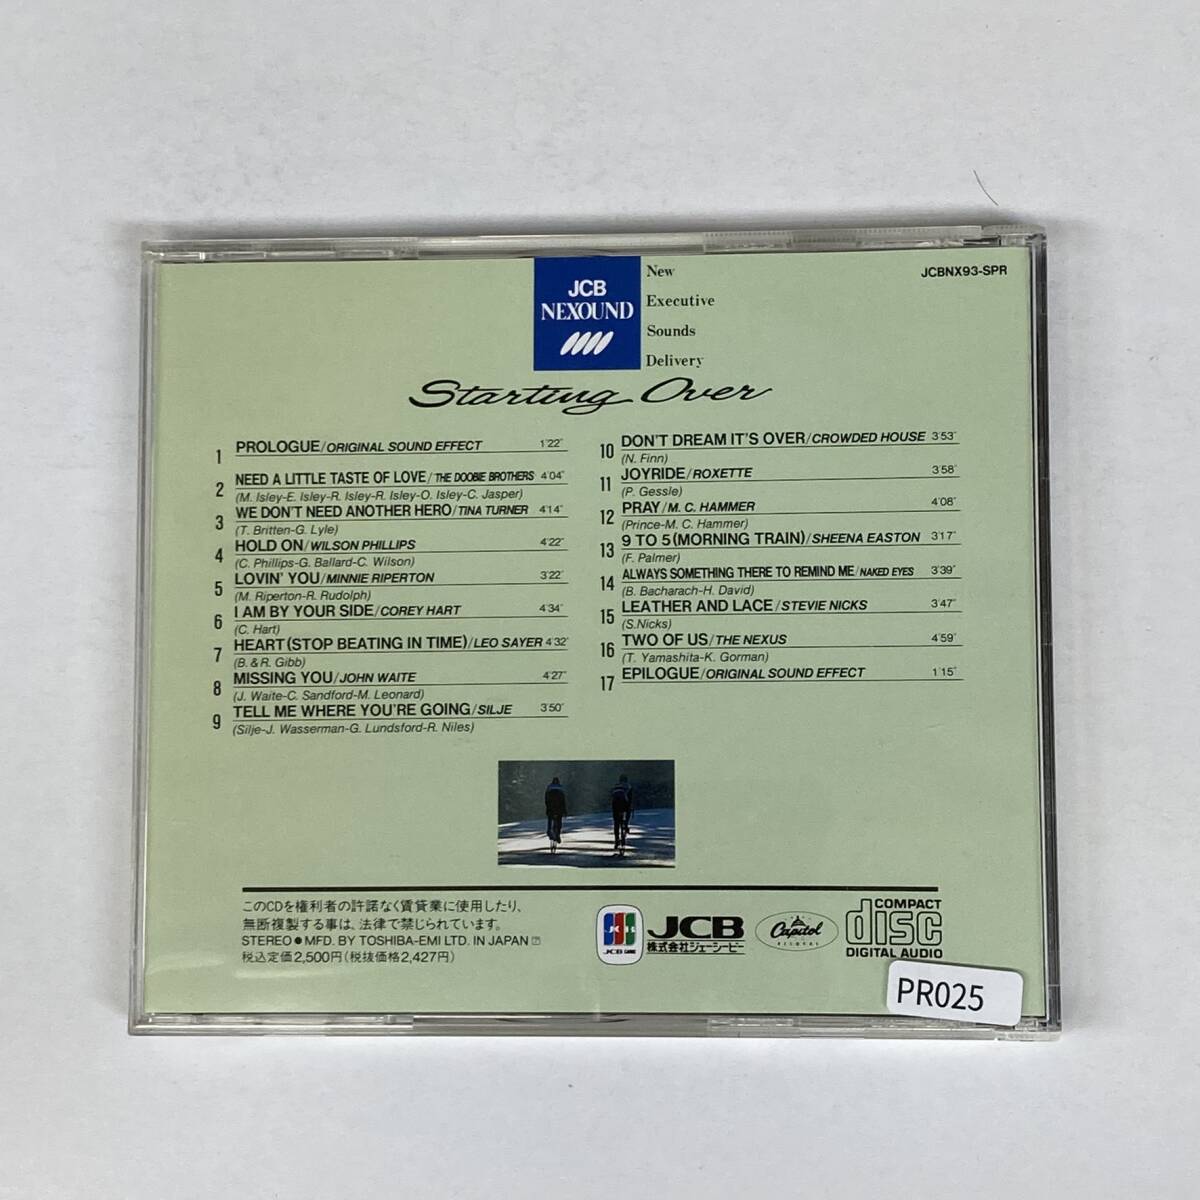 JCB
NEXOUND
New
Executive
Sounds
Delivery
JCBNX93-SPR
Starting Over
1 PROLOGUE/ORIGINAL SOUND EFFECT 1'22"
2 NEED A LITTLE TASTE OF LOVE/THE DOOBIE BROTHERS 4'04"
(M. Isley-E. Isley-R. Isley-R. Isley-O. Isley-C. Jasper)
3 WE DON'T NEED ANOTHER HERO/TINA TURNER 4'14"
(T. Britten-G. Lyle)
4 HOLD ON/WILSON PHILLIPS 4'22"
(C. Phillips-G. Ballard-C. Wilson)
5 LOVIN' YOU/MINNIE RIPERTON 3'22"
(M. Riperton-R. Rudolph)
6 I AM BY YOUR SIDE/COREY HART 4'34"
(C. Hart)
7 HEART (STOP BEATING IN TIME)/LEO SAYER 4'32"
(B. & R. Gibb)
8 MISSING YOU/JOHN WAITE 4'27"
(J. Waite-C. Sandford-M. Leonard)
9 TELL ME WHERE YOU'RE GOING/SILJE 3'50"
(Silje-J. Wasserman-G. Lundsford-R. Niles)
10 DON'T DREAM IT'S OVER/CROWDED HOUSE 3'53"
(N. Finn)
11 JOYRIDE/ROXETTE 3'58"
(P. Gessle)
12 PRAY/M. C. HAMMER 4'08"
(Prince-M. C. Hammer)
13 9 TO 5 (MORNING TRAIN)/SHEENA EASTON 3'17"
(F. Palmer)
14 ALWAYS SOMETHING THERE TO REMIND ME/NAKED EYES 3'39"
(B. Bacharach-H. David)
15 LEATHER AND LACE/STEVIE NICKS 3'47"
(S.Nicks)
16 TWO OF US/THE NEXUS 4'59"
(T. Yamashita-K. Gorman)
17 EPILOGUE/ORIGINAL SOUND EFFECT 1'15"
このCDを権利者の許諾なく賃貸業に使用したり、
無断複製する事は、法律で禁じられています。
STEREO ● MFD. BY TOSHIBA-EMI LTD. IN JAPAN
税込定価2,500円(税抜価格2,427円)
JCB
JCB CARD
JCB
株式会社ジェーシービー
Capitol
RECORDS
COMPACT
disc
DIGITAL AUDIO
PR025